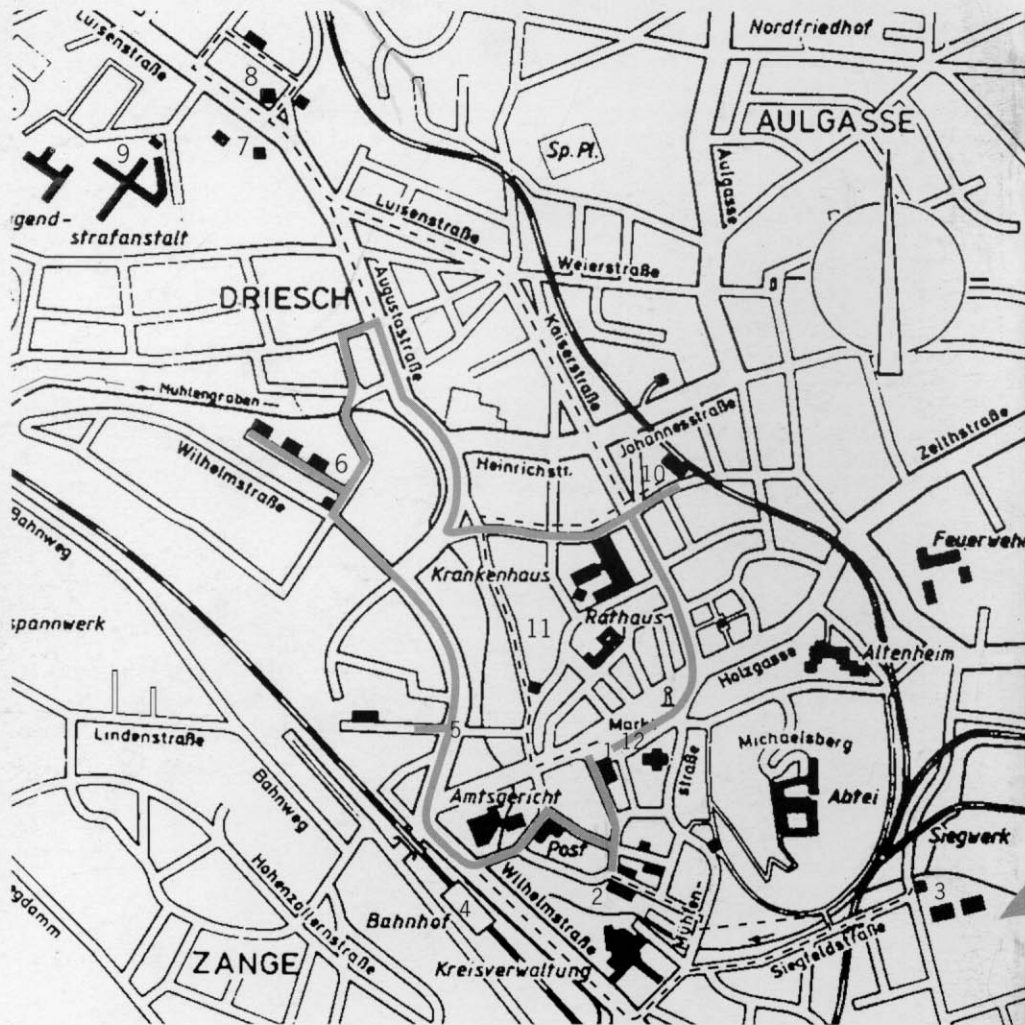 Luisenstraße
Nordfriedhof
8
AULGASSE
7
9
Sp. Pl.
Aulgasse
Luisenstraße
gend-
strafanstalt
Weierstraße
DRIESCH
Auguststraße
Kaiserstraße
Mühlengraben
Johannesstraße
Zeithstraße
Wilhelmstraße
6
Heinrichstr.
10
Bahnweg
Feuerwehr
Krankenhaus
spannwerk
11
Rathaus
Holzgasse
Altenheim
Lindenstraße
5
Markt
12
Michaelsberg
straße
Bahnweg
Amtsgericht
Abtei
Siegwerk
Post
Hohenzollernstraße
Wilhelmstraße
2
Mühlen-
3
4
Bahnhof
gdamm
Siegfeldstraße
ZANGE
Kreisverwaltung